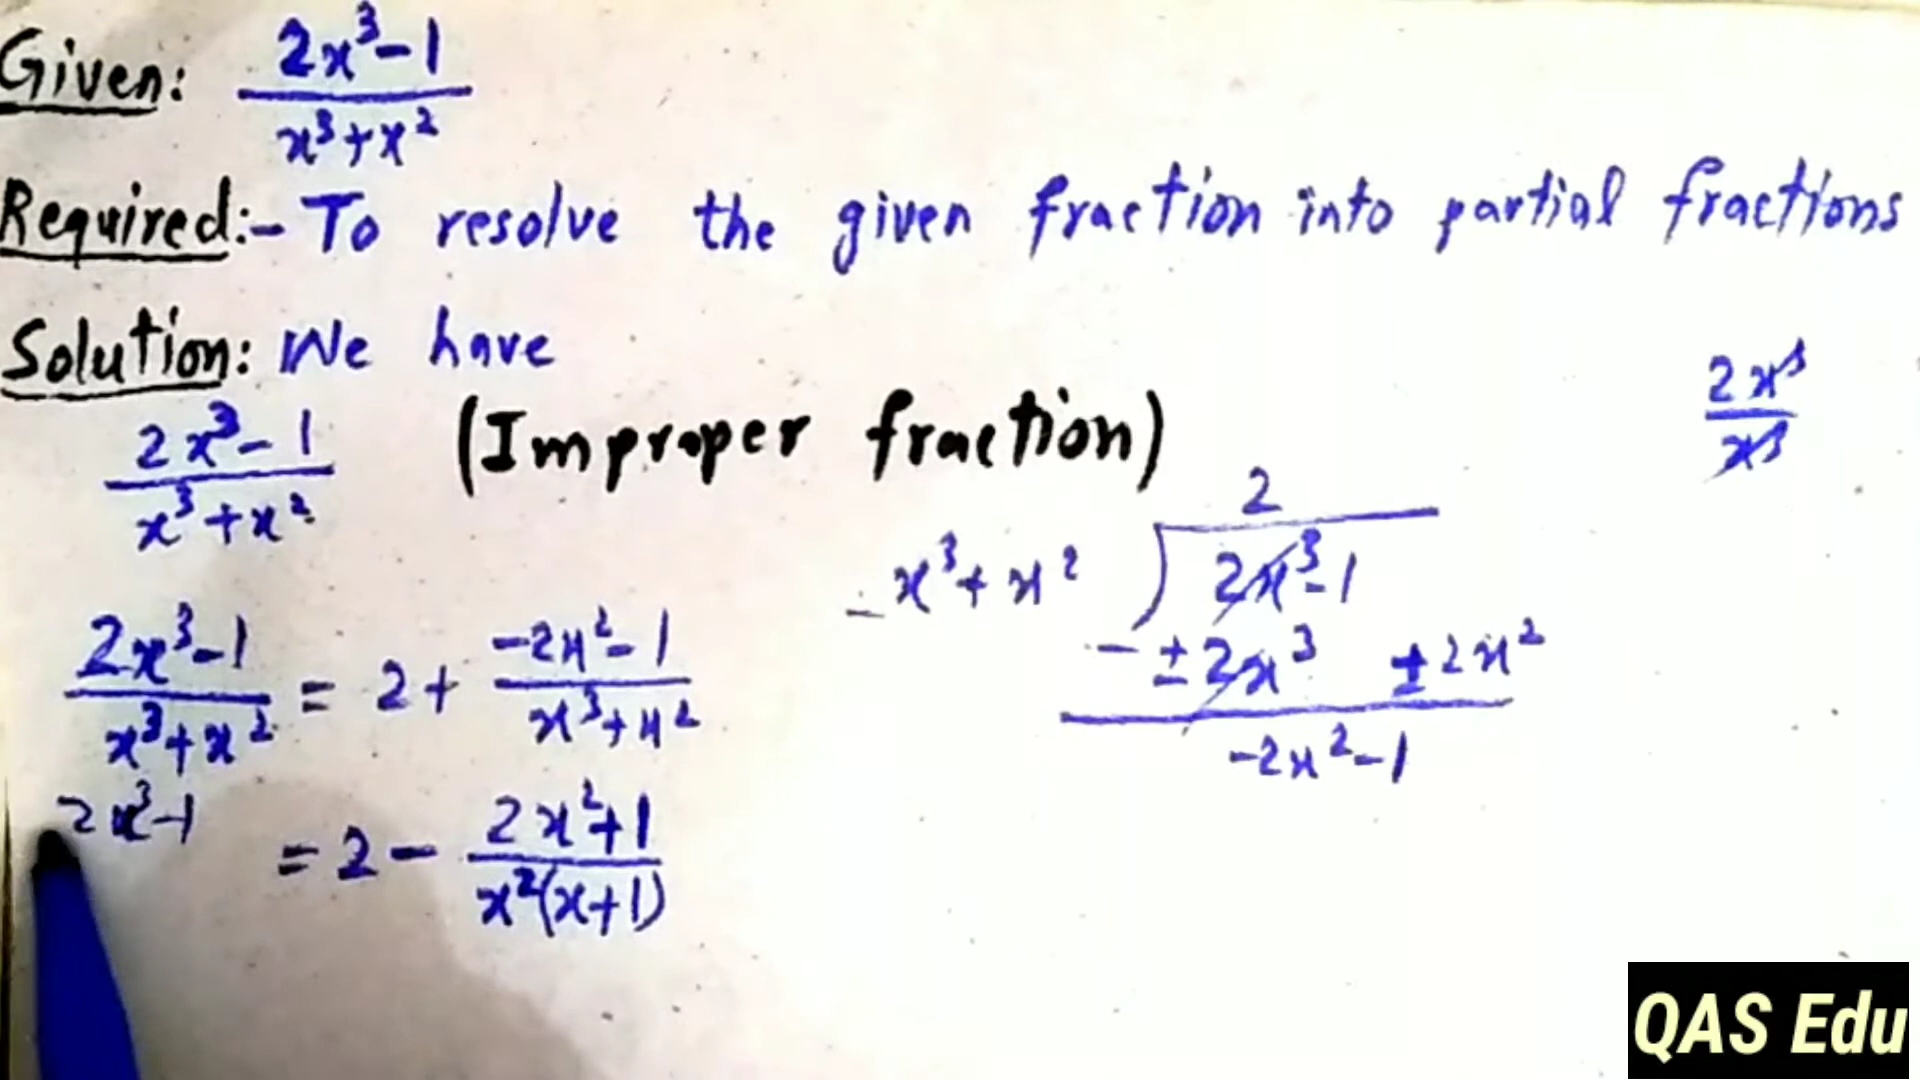 Given: 2x³-1
x³+x²
Required:- To resolve the given fraction into partial fractions
Solution: We have
2x³
x³
2x³-1 (Improper fraction)
x³+x²
2
-x³+x² ) 2x³-1
- ±2x³ ±2x²
-2x²-1
2x³-1 = 2+ -2x²-1
x³+x² x³+x²
2x³-1 = 2- 2x²+1
x²(x+1)
QAS Edu